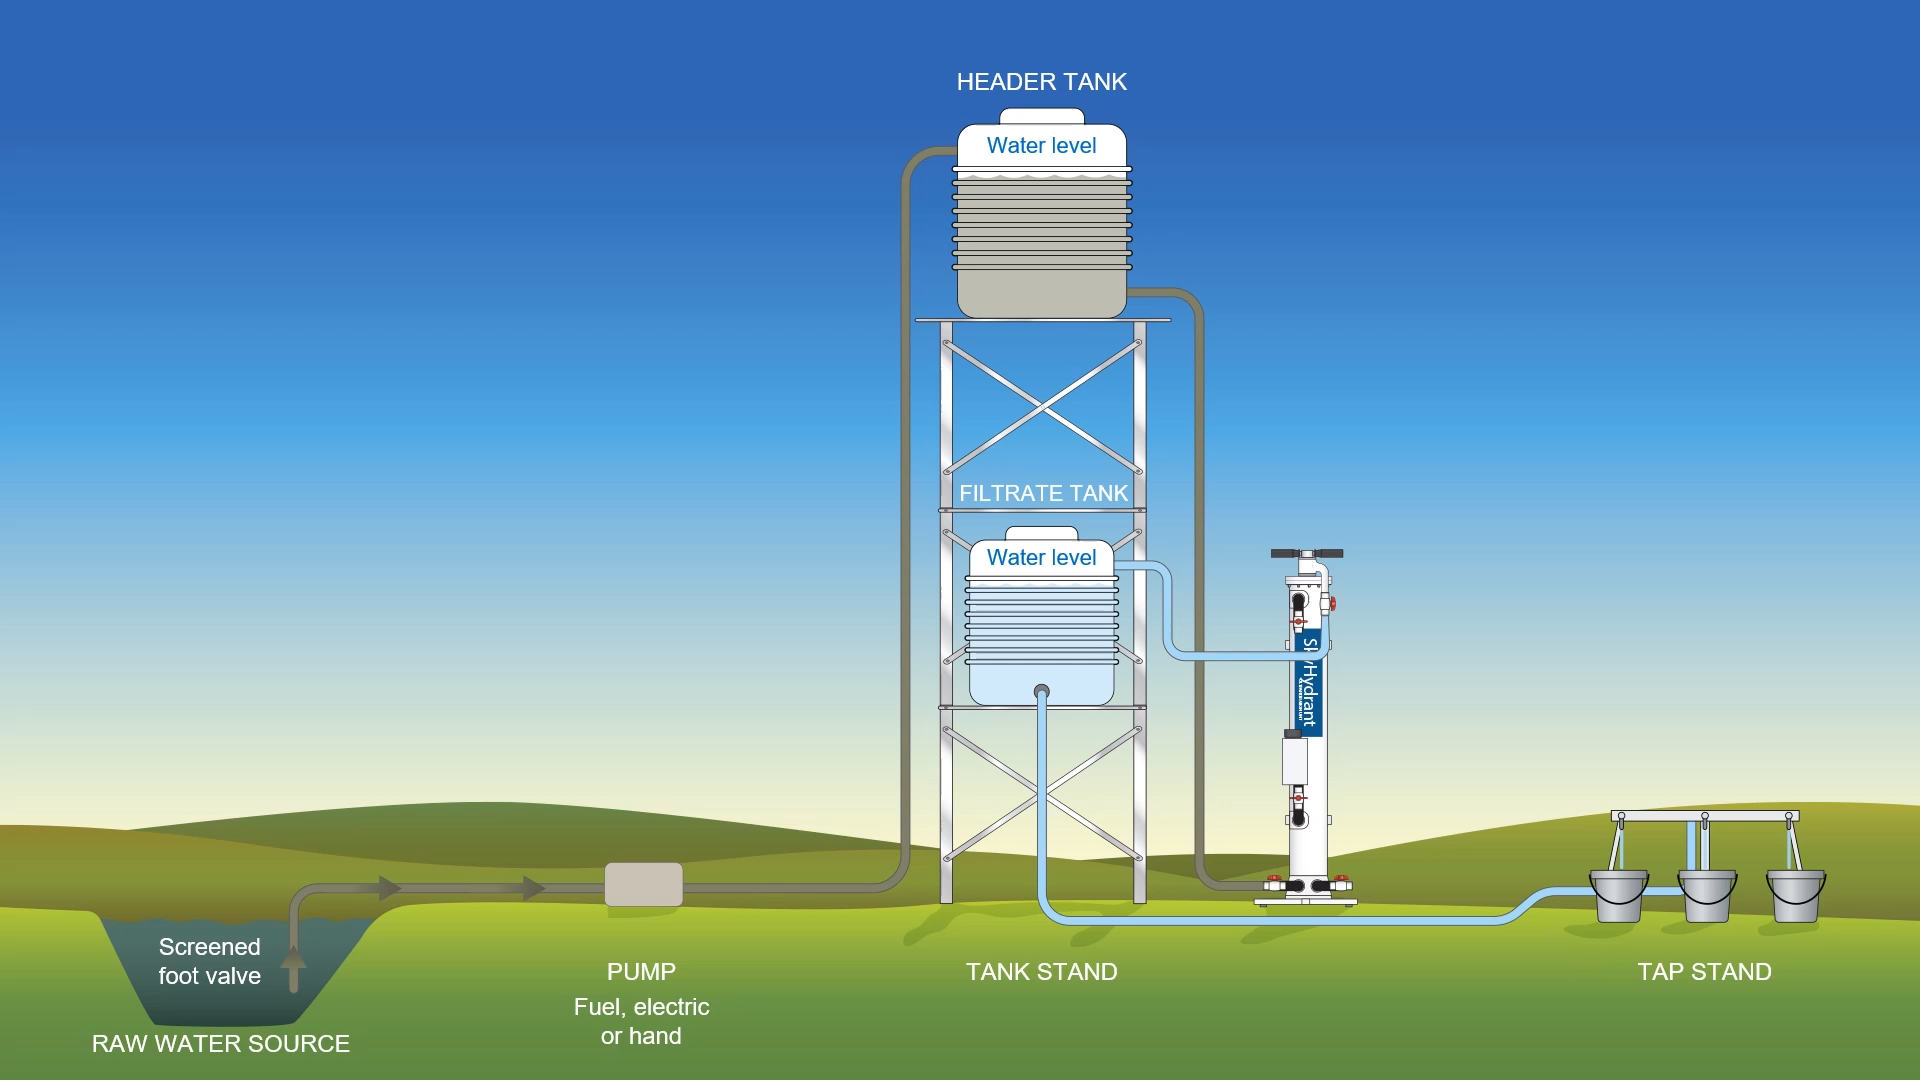 HEADER TANK
Water level
FILTRATE TANK
Water level
SkyHydrant
Screened
foot valve
RAW WATER SOURCE
PUMP
Fuel, electric
or hand
TANK STAND
TAP STAND